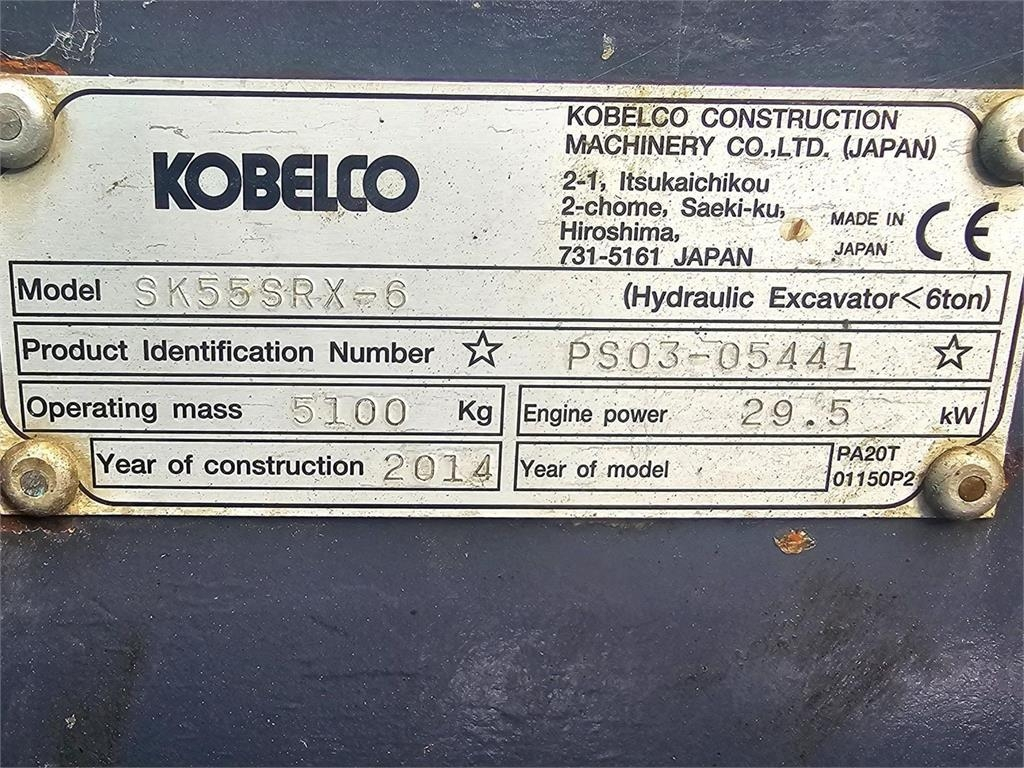 KOBELCO
KOBELCO CONSTRUCTION
MACHINERY CO.,LTD. (JAPAN)
2-1, Itsukaichikou
2-chome, Saeki-ku,
Hiroshima,
731-5161 JAPAN
MADE IN
JAPAN
CE
Model SK55SRX-6 (Hydraulic Excavator<6ton)
Product Identification Number ☆ PS03-05441 ☆
Operating mass 5100 Kg
Engine power 29.5 kW
Year of construction 2014
Year of model
PA20T
01150P2